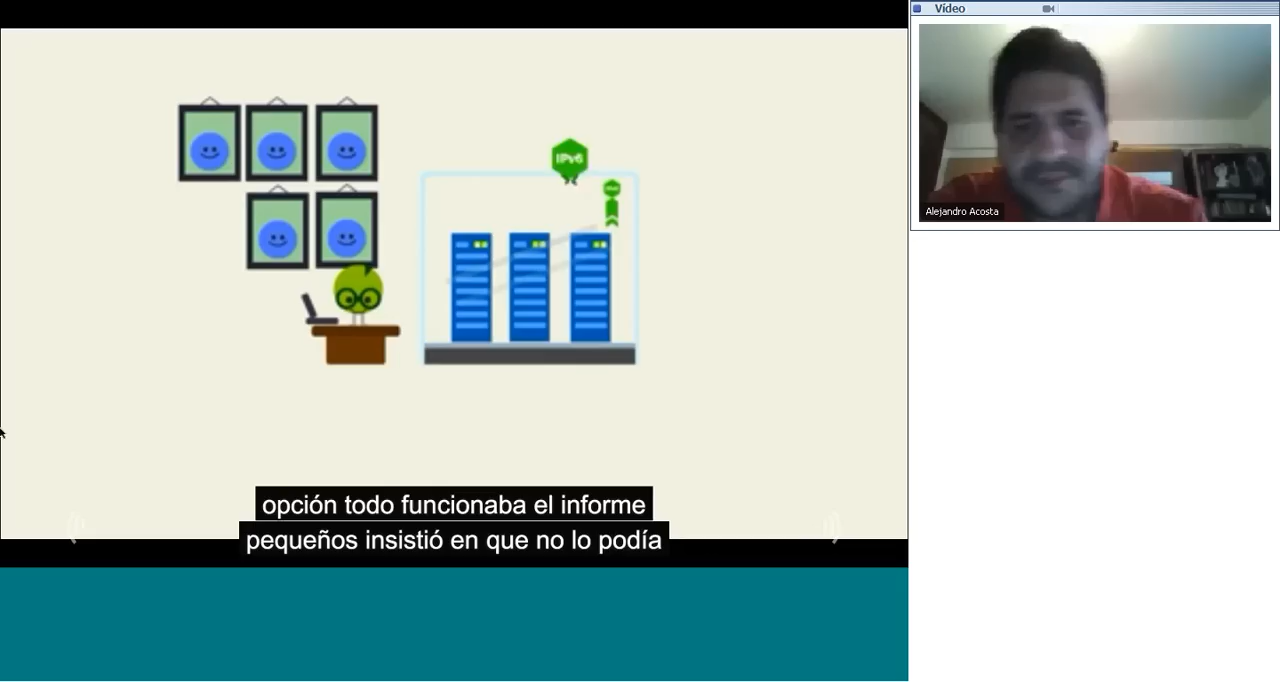 Vídeo
IPv6
Alejandro Acosta
opción todo funcionaba el informe
pequeños insistió en que no lo podía